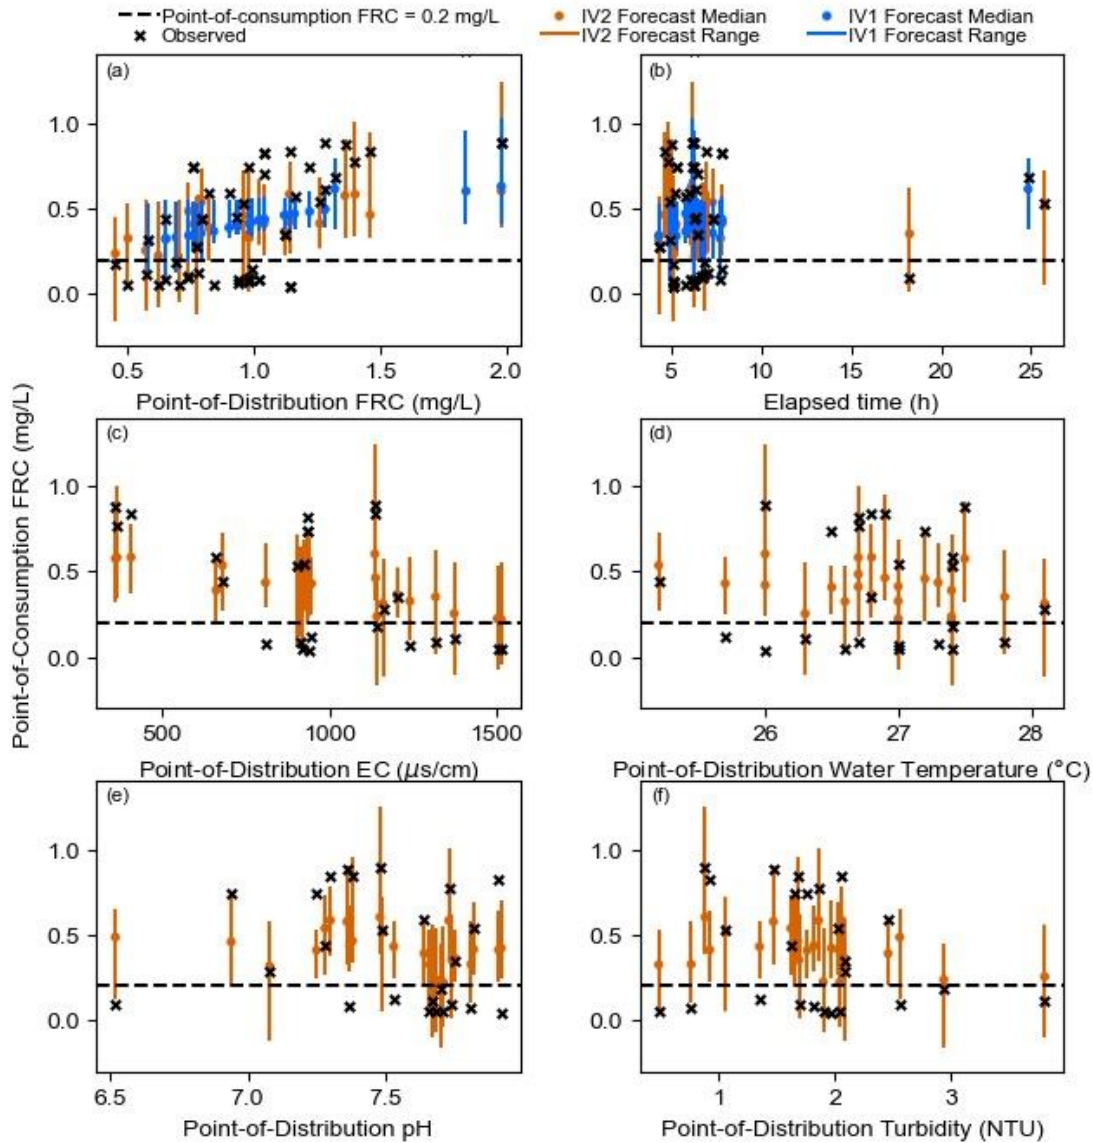 Point-of-consumption FRC = 0.2 mg/L
Observed
IV2 Forecast Median
IV2 Forecast Range
IV1 Forecast Median
IV1 Forecast Range
Point-of-Consumption FRC (mg/L)
(a)
1.0
0.5
0.0
0.5 1.0 1.5 2.0
Point-of-Distribution FRC (mg/L)
(b)
1.0
0.5
0.0
5 10 15 20 25
Elapsed time (h)
(c)
1.0
0.5
0.0
500 1000 1500
Point-of-Distribution EC (μs/cm)
(d)
1.0
0.5
0.0
26 27 28
Point-of-Distribution Water Temperature (°C)
(e)
1.0
0.5
0.0
6.5 7.0 7.5
Point-of-Distribution pH
(f)
1.0
0.5
0.0
1 2 3
Point-of-Distribution Turbidity (NTU)